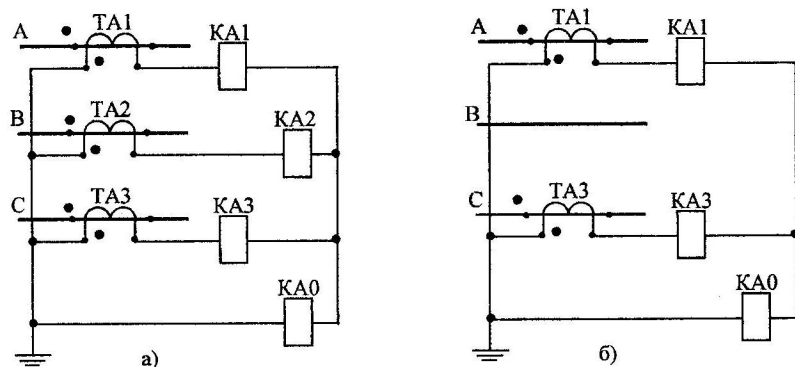 A TA1 KA1
B TA2 KA2
C TA3 KA3
KA0
а)
A TA1 KA1
B
C TA3 KA3
KA0
б)